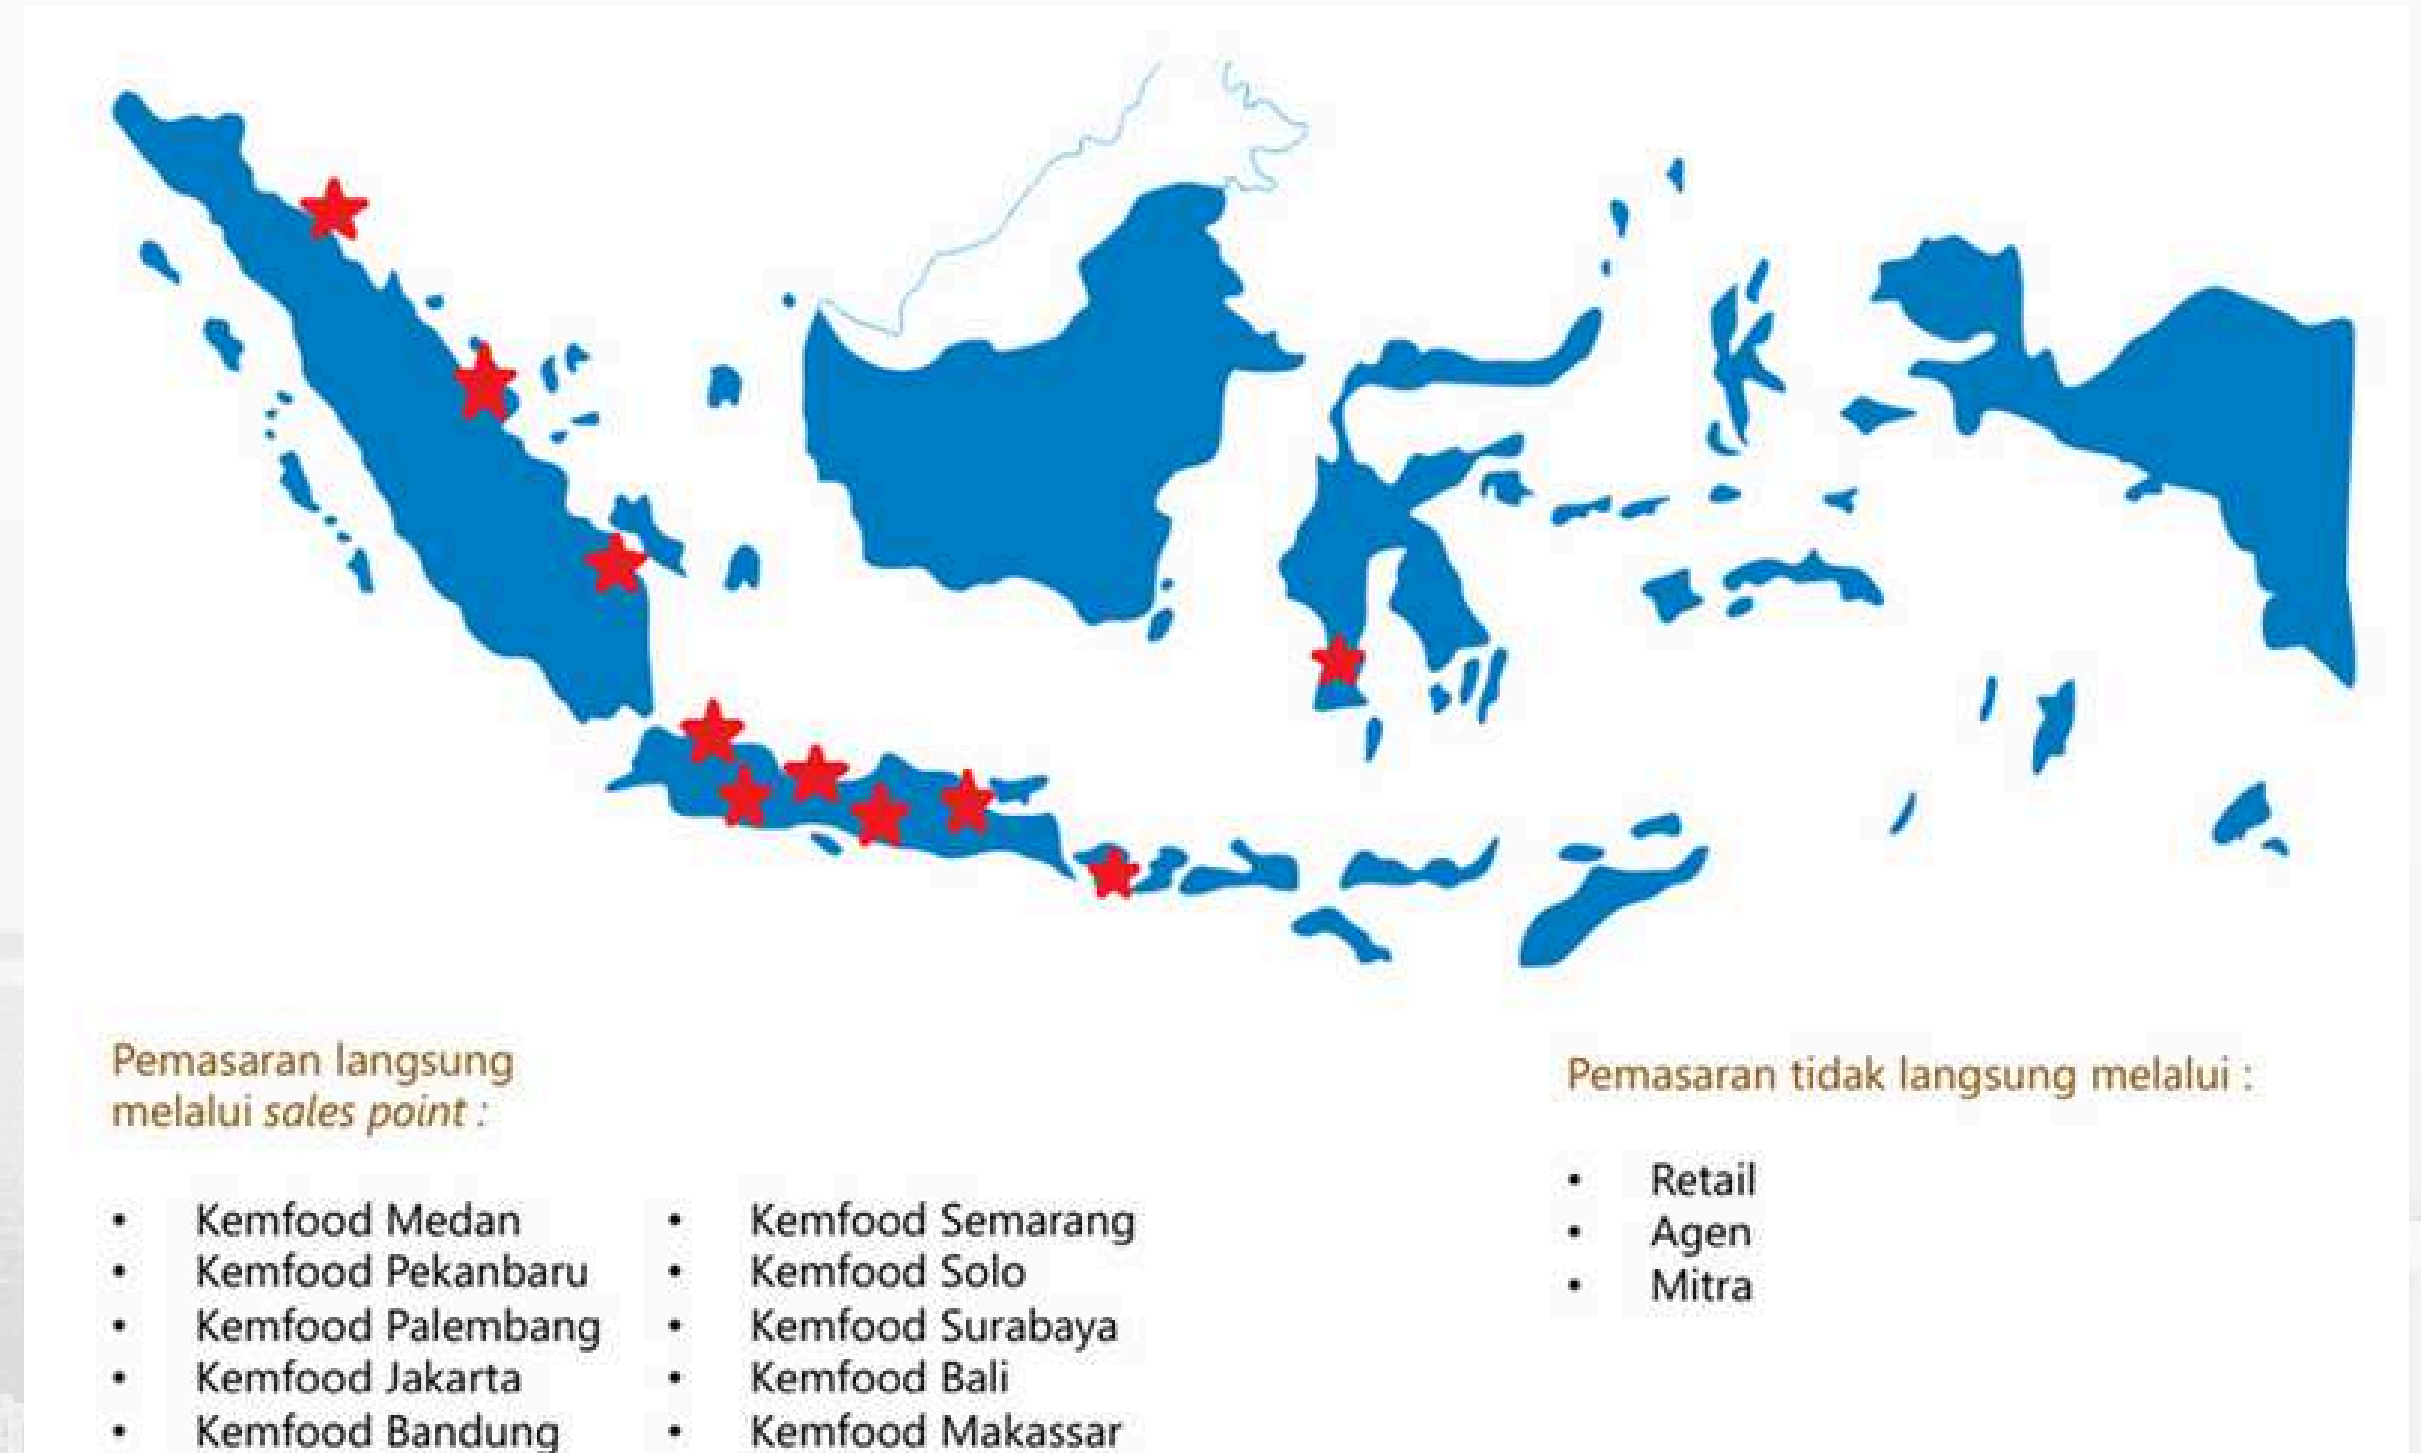 Pemasaran langsung
melalui sales point :
• Kemfood Medan
• Kemfood Pekanbaru
• Kemfood Palembang
• Kemfood Jakarta
• Kemfood Bandung
• Kemfood Semarang
• Kemfood Solo
• Kemfood Surabaya
• Kemfood Bali
• Kemfood Makassar
Pemasaran tidak langsung melalui :
• Retail
• Agen
• Mitra